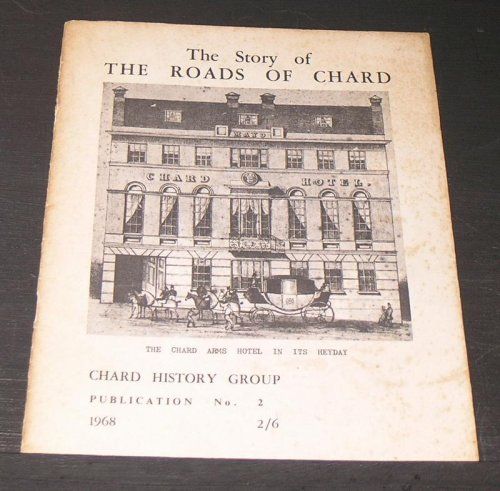 The Story of
THE ROADS OF CHARD
MAYO
CHARD HOTEL.
THE CHARD ARMS HOTEL IN ITS HEYDAY
CHARD HISTORY GROUP
PUBLICATION No. 2
1968 2/6